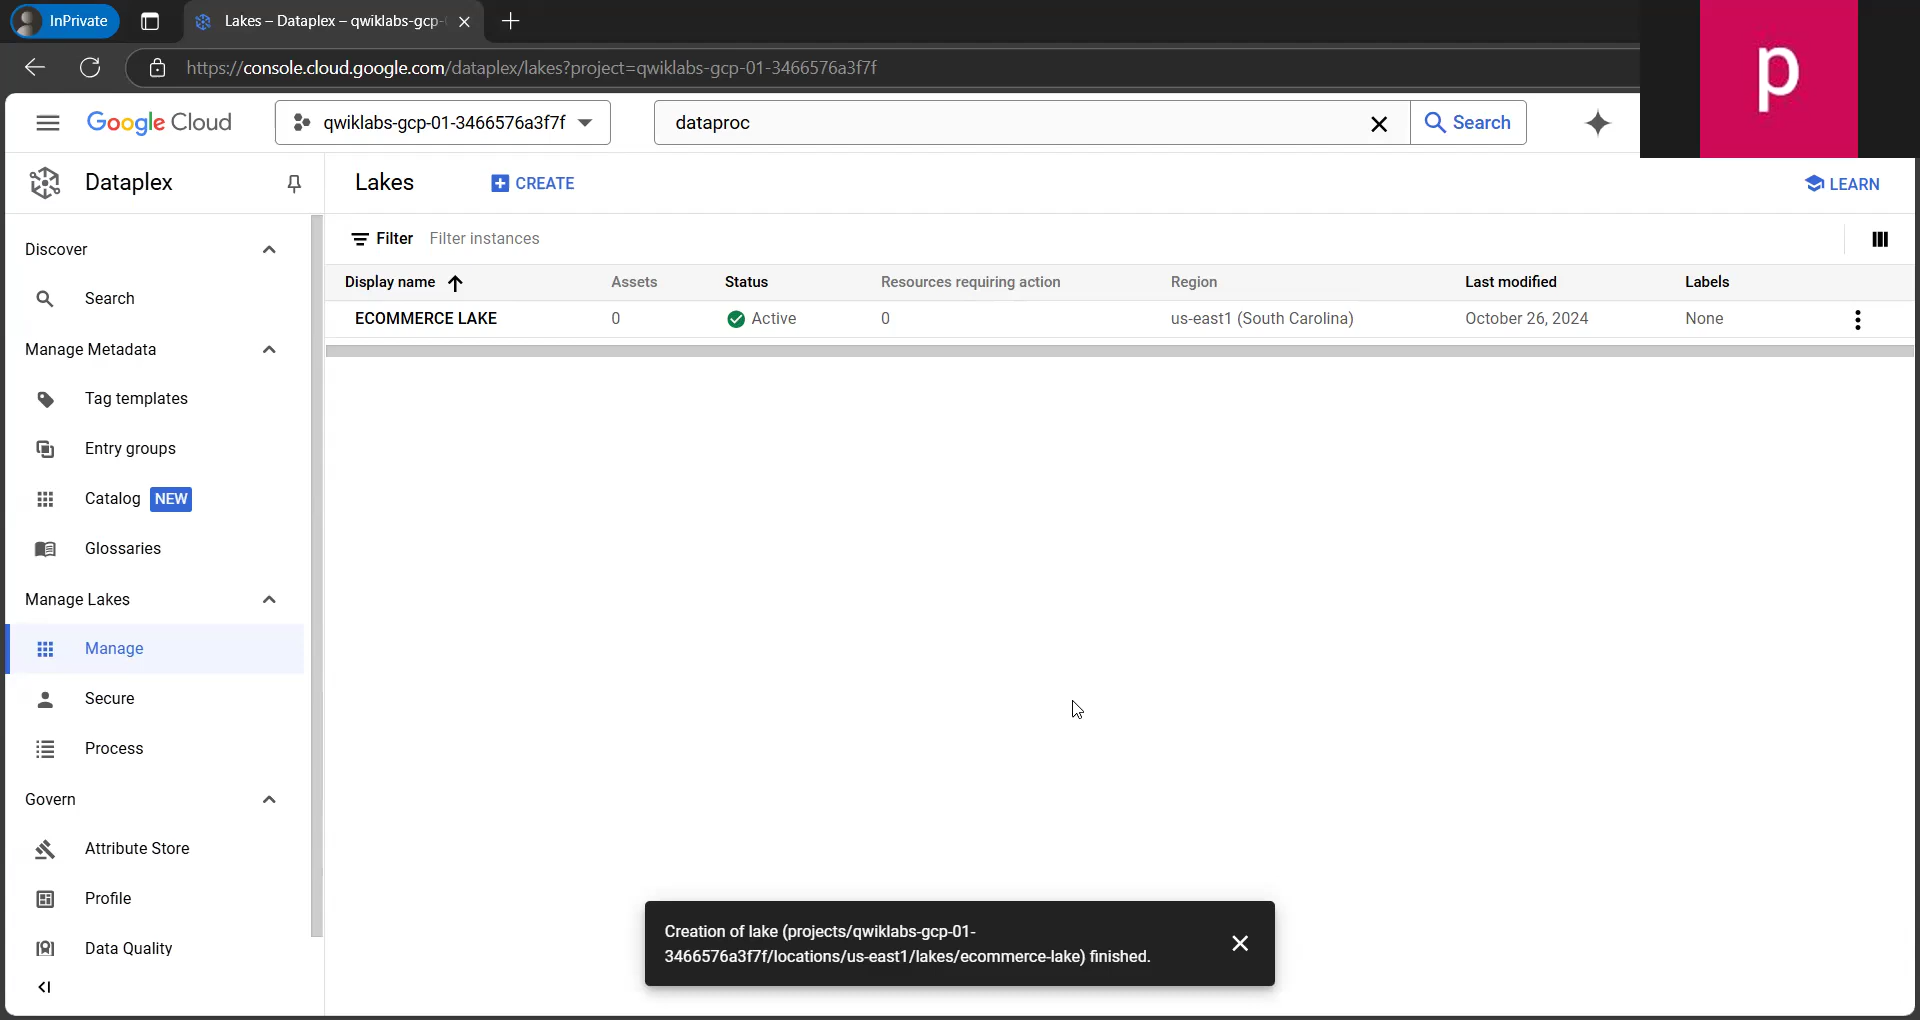 InPrivate
Lakes – Dataplex – qwiklabs-gcp-
https://console.cloud.google.com/dataplex/lakes?project=qwiklabs-gcp-01-3466576a3f7f
Google Cloud
qwiklabs-gcp-01-3466576a3f7f
dataproc
Search
p
Dataplex
Lakes
CREATE
LEARN
Discover
Search
Manage Metadata
Tag templates
Entry groups
Catalog NEW
Glossaries
Manage Lakes
Manage
Secure
Process
Govern
Attribute Store
Profile
Data Quality
Filter Filter instances
Display name Assets Status Resources requiring action Region Last modified Labels
ECOMMERCE LAKE 0 Active 0 us-east1 (South Carolina) October 26, 2024 None
Creation of lake (projects/qwiklabs-gcp-01-
3466576a3f7f/locations/us-east1/lakes/ecommerce-lake) finished.